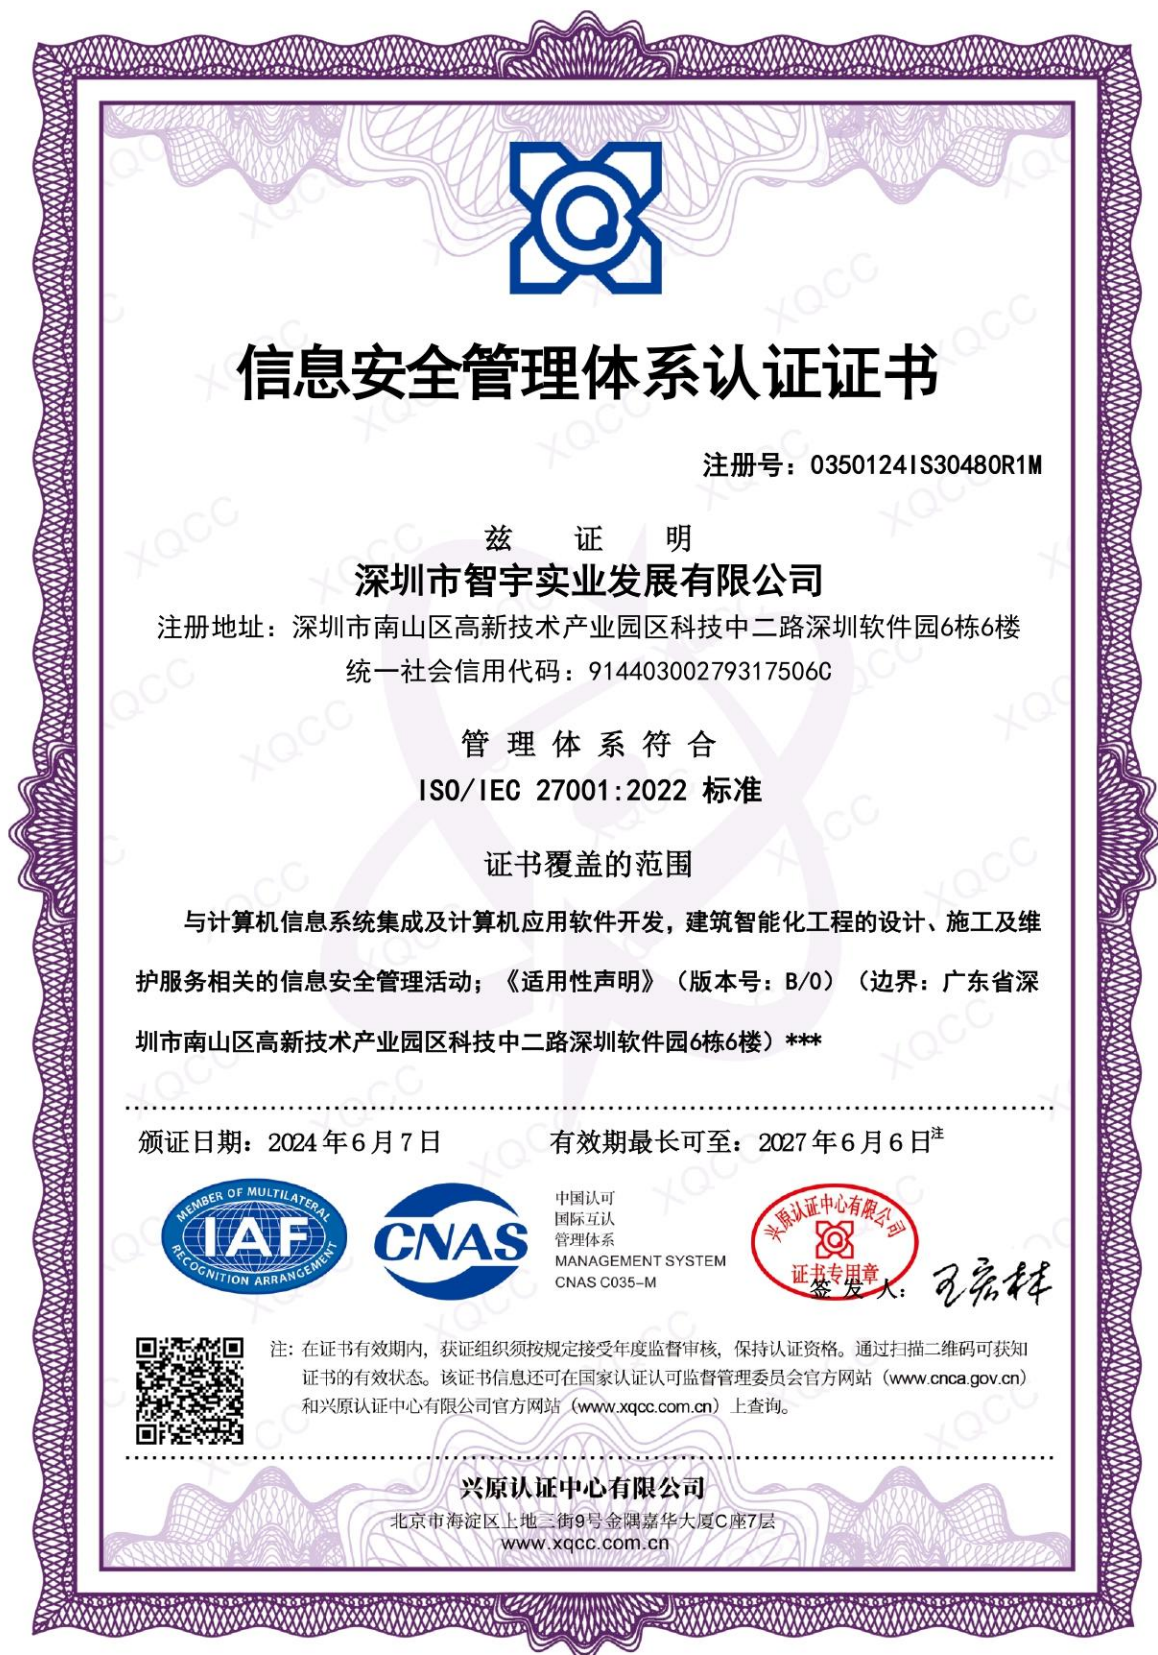 信息安全管理体系认证证书
注册号：0350124IS30480R1M
兹 证 明
深圳市智宇实业发展有限公司
注册地址：深圳市南山区高新技术产业园区科技中二路深圳软件园6栋6楼
统一社会信用代码：91440300279317506C
管 理 体 系 符 合
ISO/IEC 27001:2022 标准
证书覆盖的范围
与计算机信息系统集成及计算机应用软件开发，建筑智能化工程的设计、施工及维
护服务相关的信息安全管理活动；《适用性声明》（版本号：B/0）（边界：广东省深
圳市南山区高新技术产业园区科技中二路深圳软件园6栋6楼）***
颁证日期：2024年6月7日 有效期最长可至：2027年6月6日注
MEMBER OF MULTILATERAL
IAF
RECOGNITION ARRANGEMENT
CNAS
中国认可
国际互认
管理体系
MANAGEMENT SYSTEM
CNAS C035-M
兴原认证中心有限公司
证书专用章
签 发 人：
王宏林
注：在证书有效期内，获证组织须按规定接受年度监督审核，保持认证资格。通过扫描二维码可获知
证书的有效状态。该证书信息还可在国家认证认可监督管理委员会官方网站（www.cnca.gov.cn）
和兴原认证中心有限公司官方网站（www.xqcc.com.cn）上查询。
兴原认证中心有限公司
北京市海淀区上地三街9号金隅嘉华大厦C座7层
www.xqcc.com.cn